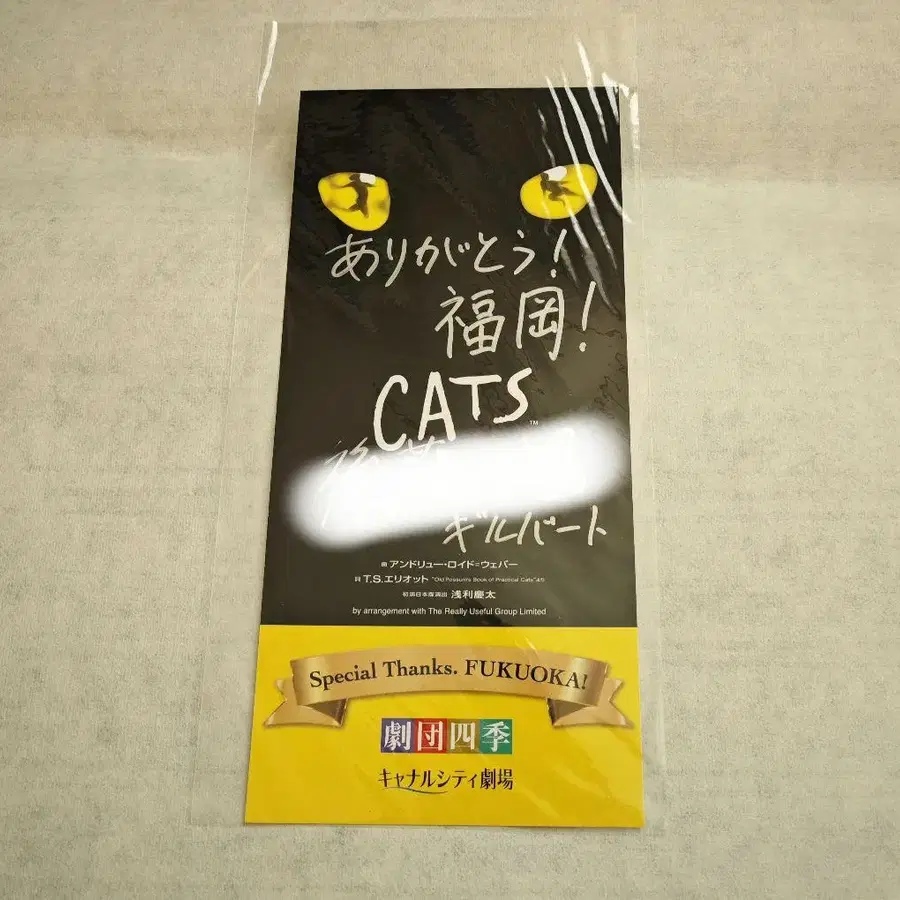 ありがとう!
福岡!
CATS™
ギルバート
曲 アンドリュー・ロイド=ウェバー
詞 T.S.エリオット "Old Possum's Book of Practical Cats"より
初演日本版演出 浅利慶太
by arrangement with The Really Useful Group Limited
Special Thanks. FUKUOKA!
劇団四季
キャナルシティ劇場